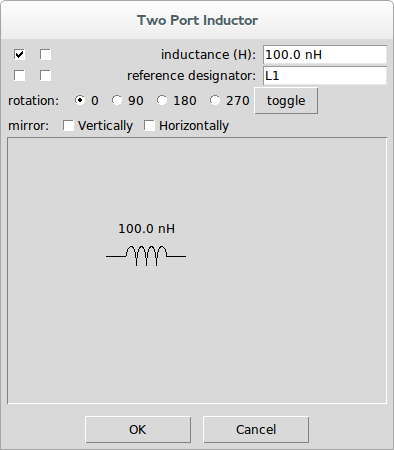 Two Port Inductor
inductance (H): 100.0 nH
reference designator: L1
rotation: 0 90 180 270 toggle
mirror: Vertically Horizontally
100.0 nH
OK Cancel